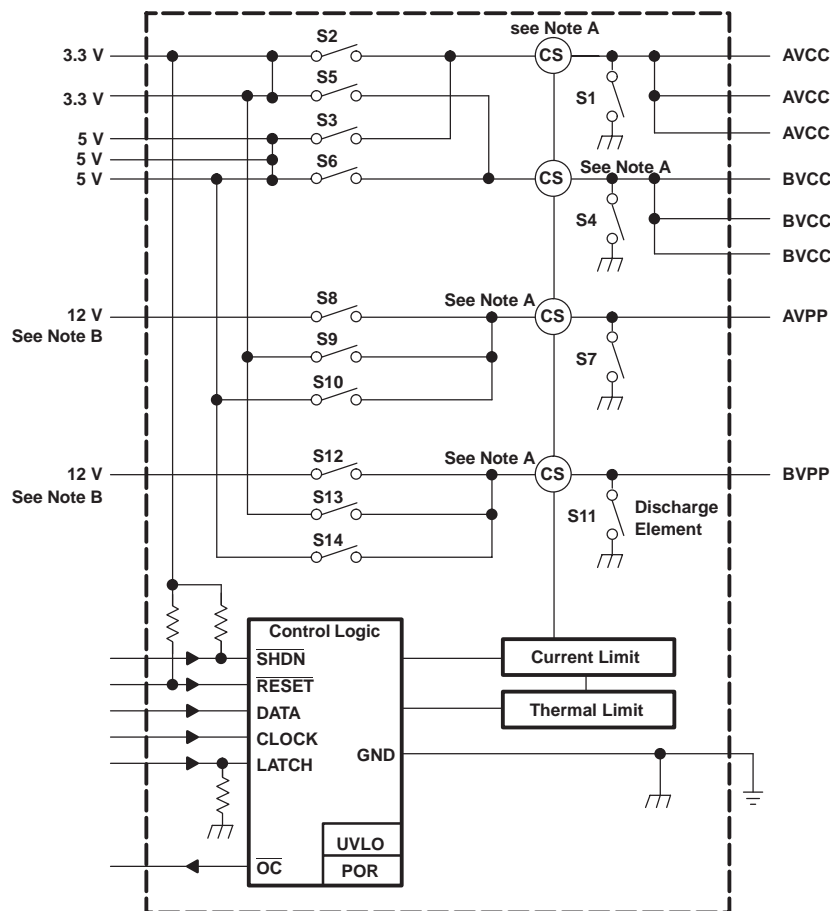 see Note A
S2
3.3 V
CS
AVCC
S5
S1
3.3 V
AVCC
S3
5 V
AVCC
5 V
S6
See Note A
5 V
CS
BVCC
S4
BVCC
BVCC
S8
See Note A
12 V
CS
AVPP
See Note B
S9
S7
S10
S12
See Note A
12 V
CS
BVPP
See Note B
S13
S11
Discharge
Element
S14
Control Logic
SHDN
Current Limit
RESET
DATA
Thermal Limit
CLOCK
GND
LATCH
UVLO
OC
POR